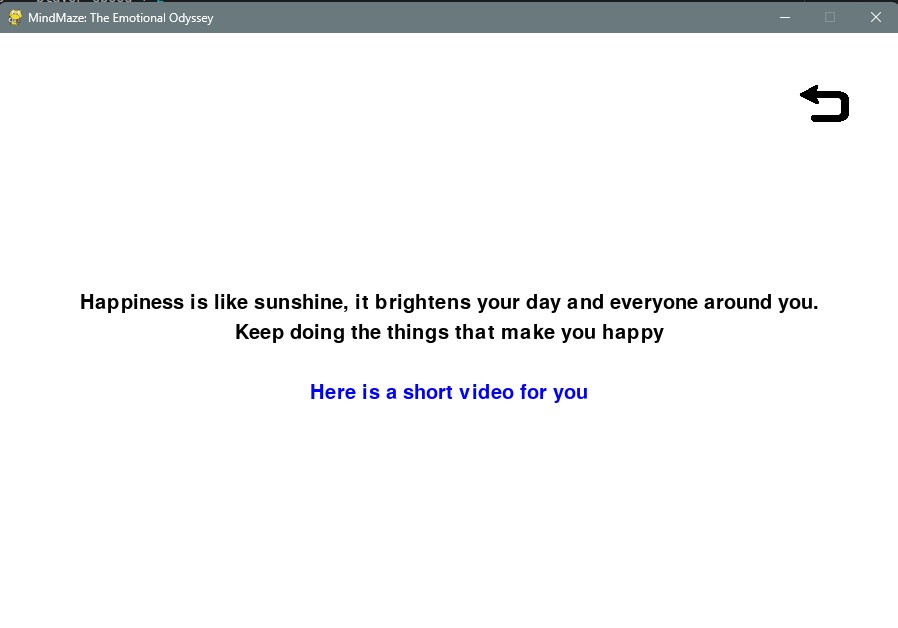 MindMaze: The Emotional Odyssey
Happiness is like sunshine, it brightens your day and everyone around you.
Keep doing the things that make you happy
Here is a short video for you